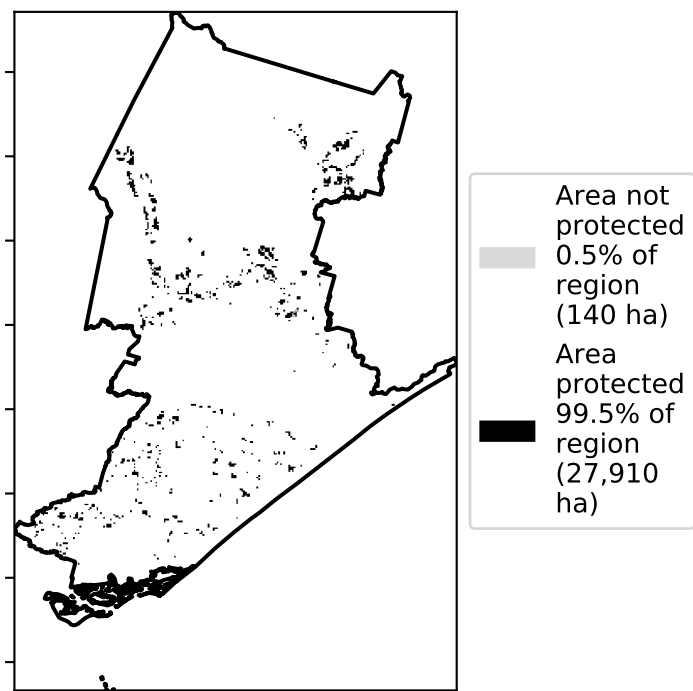 Area not
protected
0.5% of
region
(140 ha)
Area
protected
99.5% of
region
(27,910
ha)